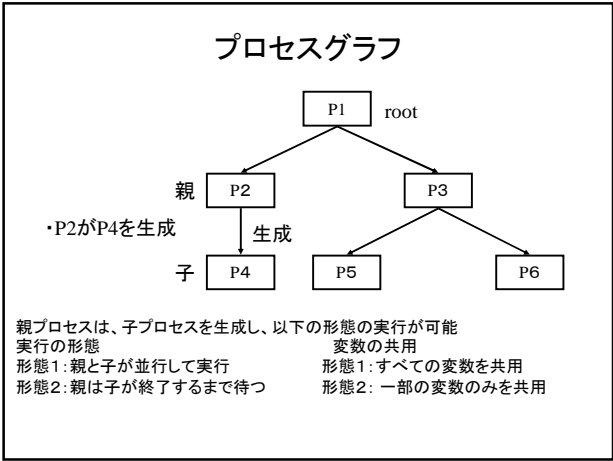 プロセスグラフ
P1 root
親 P2 P3
・P2がP4を生成 生成
子 P4 P5 P6
親プロセスは、子プロセスを生成し、以下の形態の実行が可能
実行の形態 変数の共用
形態1:親と子が並行して実行 形態1:すべての変数を共用
形態2:親は子が終了するまで待つ 形態2: 一部の変数のみを共用